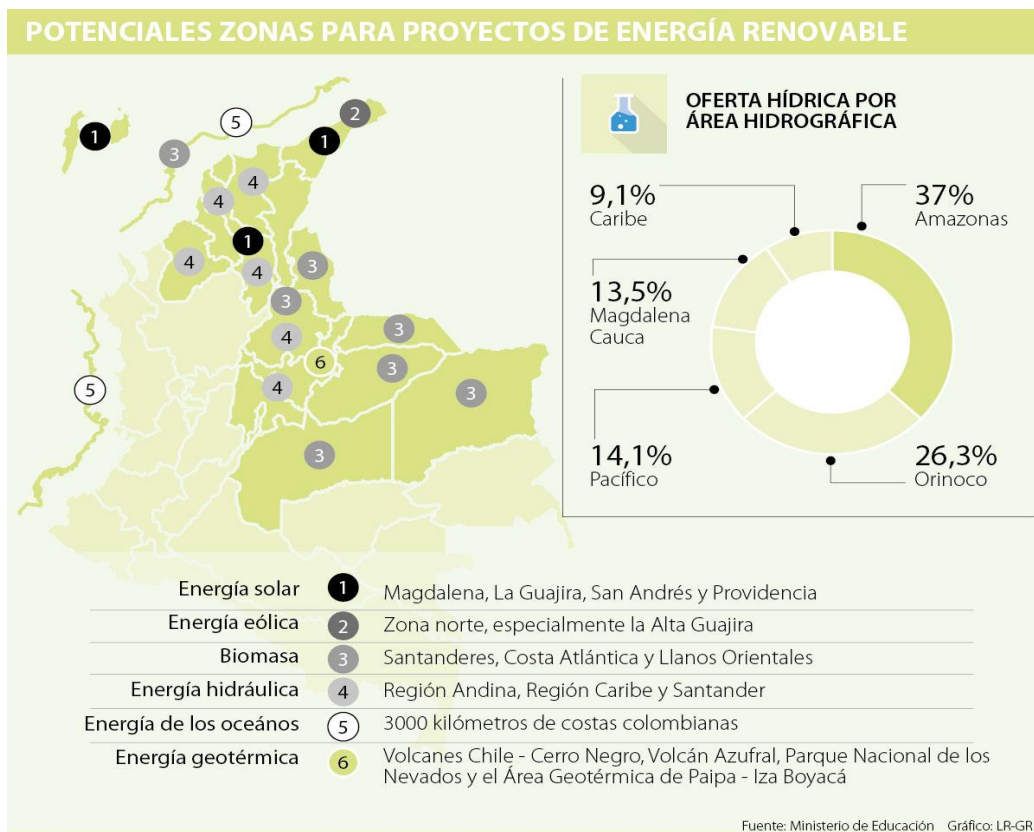 POTENCIALES ZONAS PARA PROYECTOS DE ENERGÍA RENOVABLE
1
5
2
3
1
4
4
1
4
4
3
3
3
4
6
3
4
3
5
3
OFERTA HÍDRICA POR
ÁREA HIDROGRÁFICA
9,1%
Caribe
37%
Amazonas
13,5%
Magdalena
Cauca
14,1%
Pacífico
26,3%
Orinoco
Energía solar 1 Magdalena, La Guajira, San Andrés y Providencia
Energía eólica 2 Zona norte, especialmente la Alta Guajira
Biomasa 3 Santanderes, Costa Atlántica y Llanos Orientales
Energía hidráulica 4 Región Andina, Región Caribe y Santander
Energía de los oceános 5 3000 kilómetros de costas colombianas
Energía geotérmica 6 Volcanes Chile - Cerro Negro, Volcán Azufral, Parque Nacional de los
Nevados y el Área Geotérmica de Paipa - Iza Boyacá
Fuente: Ministerio de Educación Gráfico: LR-GR